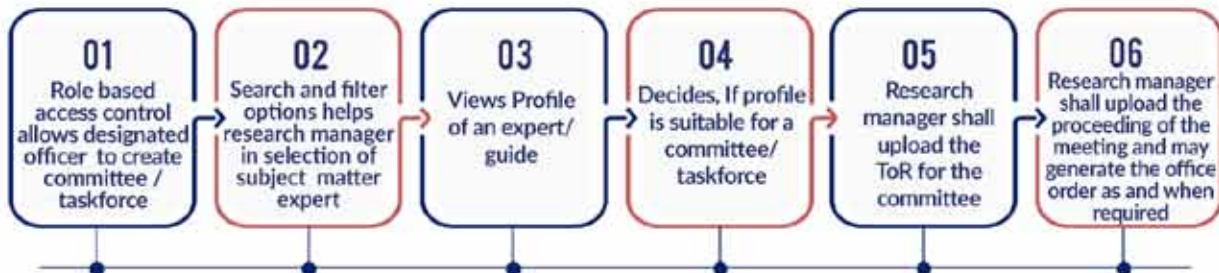 01
Role based
access control
allows designated
officer to create
committee /
taskforce
02
Search and filter
options helps
research manager
in selection of
subject matter
expert
03
Views Profile
of an expert/
guide
04
Decides, If profile
is suitable for a
committee/
taskforce
05
Research
manager shall
upload the
ToR for the
committee
06
Research manager
shall upload the
proceeding of the
meeting and may
generate the office
order as and when
required